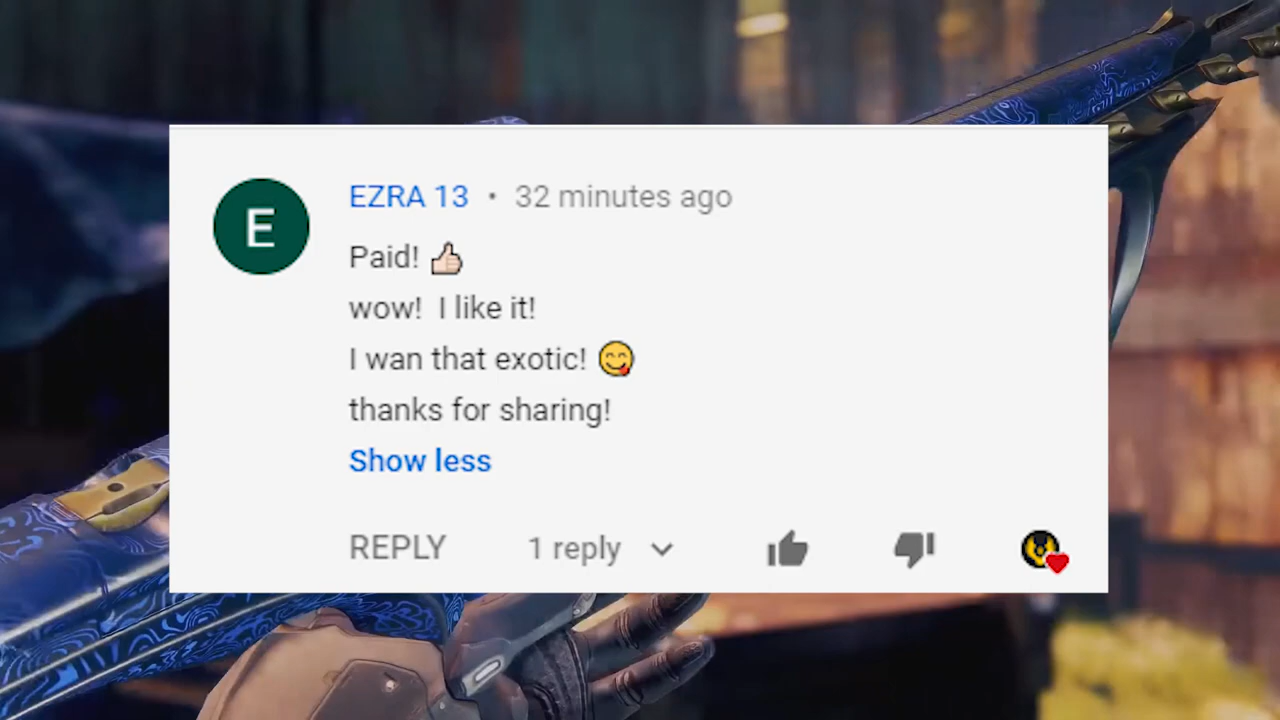 E
EZRA 13 • 32 minutes ago
Paid! 👍🏻
wow! I like it!
I wan that exotic! 😋
thanks for sharing!
Show less
REPLY 1 reply